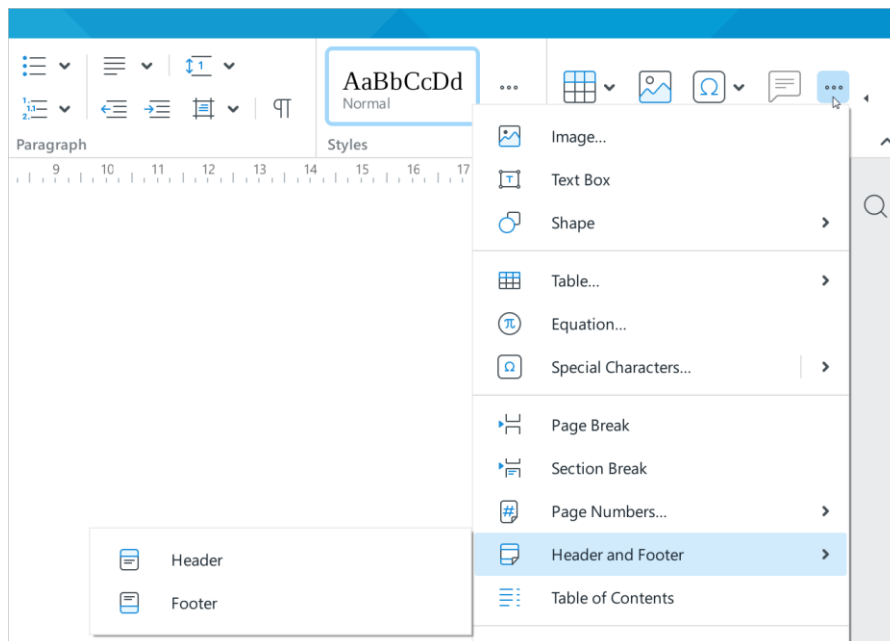 AaBbCcDd
Normal
Paragraph
Styles
9 10 11 12 13 14 15 16 17
Image...
Text Box
Shape
Table...
Equation...
Special Characters...
Page Break
Section Break
Page Numbers...
Header and Footer
Table of Contents
Header
Footer